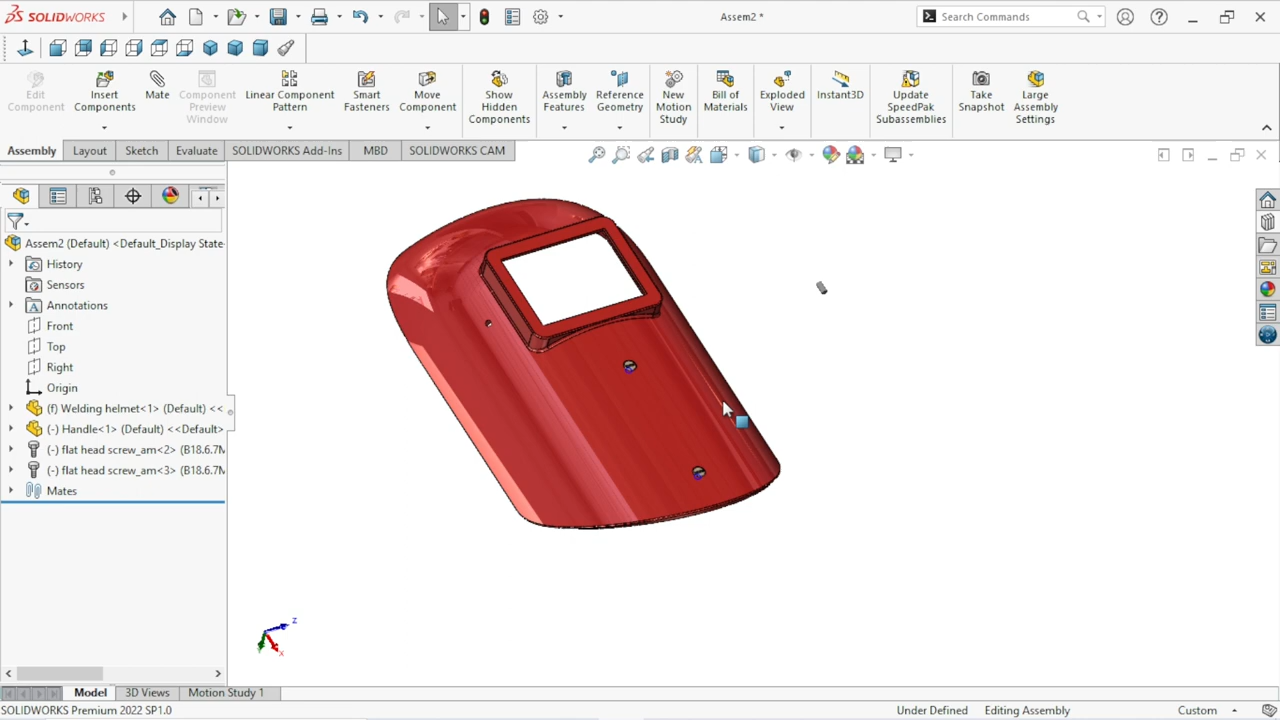 SOLIDWORKS
Assem2 *
Search Commands
Edit
Component
Insert
Components
Mate
Component
Preview
Window
Linear Component
Pattern
Smart
Fasteners
Move
Component
Show
Hidden
Components
Assembly
Features
Reference
Geometry
New
Motion
Study
Bill of
Materials
Exploded
View
Instant3D
Update
SpeedPak
Subassemblies
Take
Snapshot
Large
Assembly
Settings
Assembly Layout Sketch Evaluate SOLIDWORKS Add-Ins MBD SOLIDWORKS CAM
Assem2 (Default) <Default_Display State-
History
Sensors
Annotations
Front
Top
Right
Origin
(f) Welding helmet<1> (Default) <<
(-) Handle<1> (Default) <<Default>
(-) flat head screw_am<2> (B18.6.7M
(-) flat head screw_am<3> (B18.6.7M
Mates
z
x
Model 3D Views Motion Study 1
SOLIDWORKS Premium 2022 SP1.0 Under Defined Editing Assembly Custom